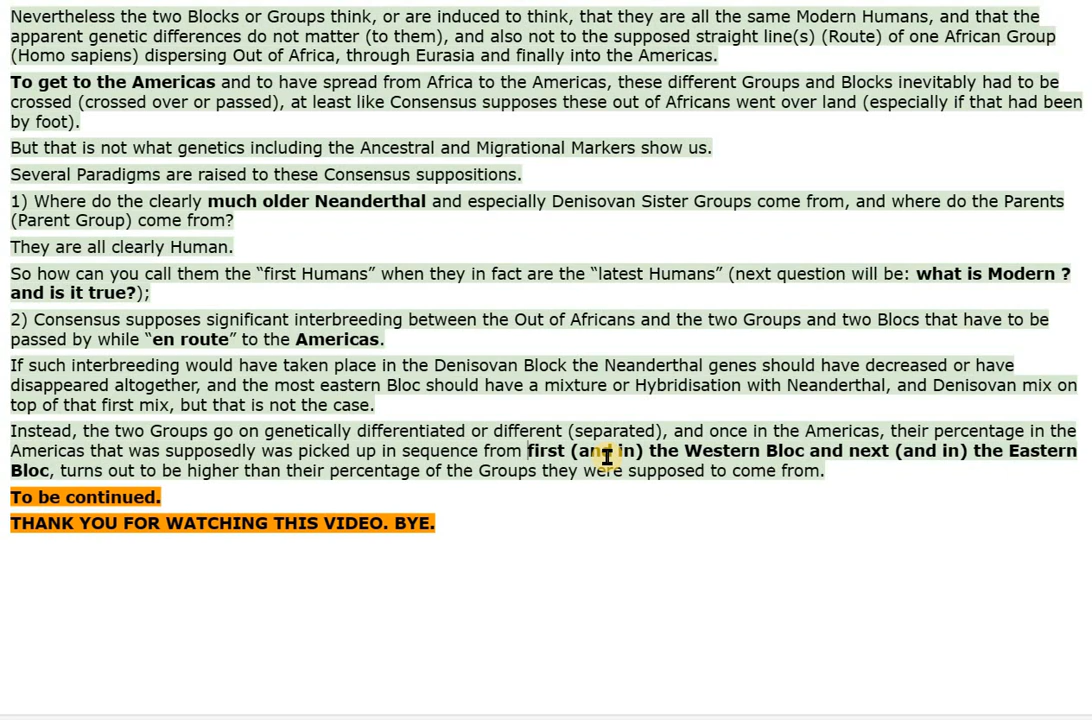 Nevertheless the two Blocks or Groups think, or are induced to think, that they are all the same Modern Humans, and that the
apparent genetic differences do not matter (to them), and also not to the supposed straight line(s) (Route) of one African Group
(Homo sapiens) dispersing Out of Africa, through Eurasia and finally into the Americas.
To get to the Americas and to have spread from Africa to the Americas, these different Groups and Blocks inevitably had to be
crossed (crossed over or passed), at least like Consensus supposes these out of Africans went over land (especially if that had been
by foot).
But that is not what genetics including the Ancestral and Migrational Markers show us.
Several Paradigms are raised to these Consensus suppositions.
1) Where do the clearly much older Neanderthal and especially Denisovan Sister Groups come from, and where do the Parents
(Parent Group) come from?
They are all clearly Human.
So how can you call them the “first Humans” when they in fact are the “latest Humans” (next question will be: what is Modern ?
and is it true?);
2) Consensus supposes significant interbreeding between the Out of Africans and the two Groups and two Blocs that have to be
passed by while “en route” to the Americas.
If such interbreeding would have taken place in the Denisovan Block the Neanderthal genes should have decreased or have
disappeared altogether, and the most eastern Bloc should have a mixture or Hybridisation with Neanderthal, and Denisovan mix on
top of that first mix, but that is not the case.
Instead, the two Groups go on genetically differentiated or different (separated), and once in the Americas, their percentage in the
Americas that was supposedly was picked up in sequence from first (and in) the Western Bloc and next (and in) the Eastern
Bloc, turns out to be higher than their percentage of the Groups they were supposed to come from.
To be continued.
THANK YOU FOR WATCHING THIS VIDEO. BYE.